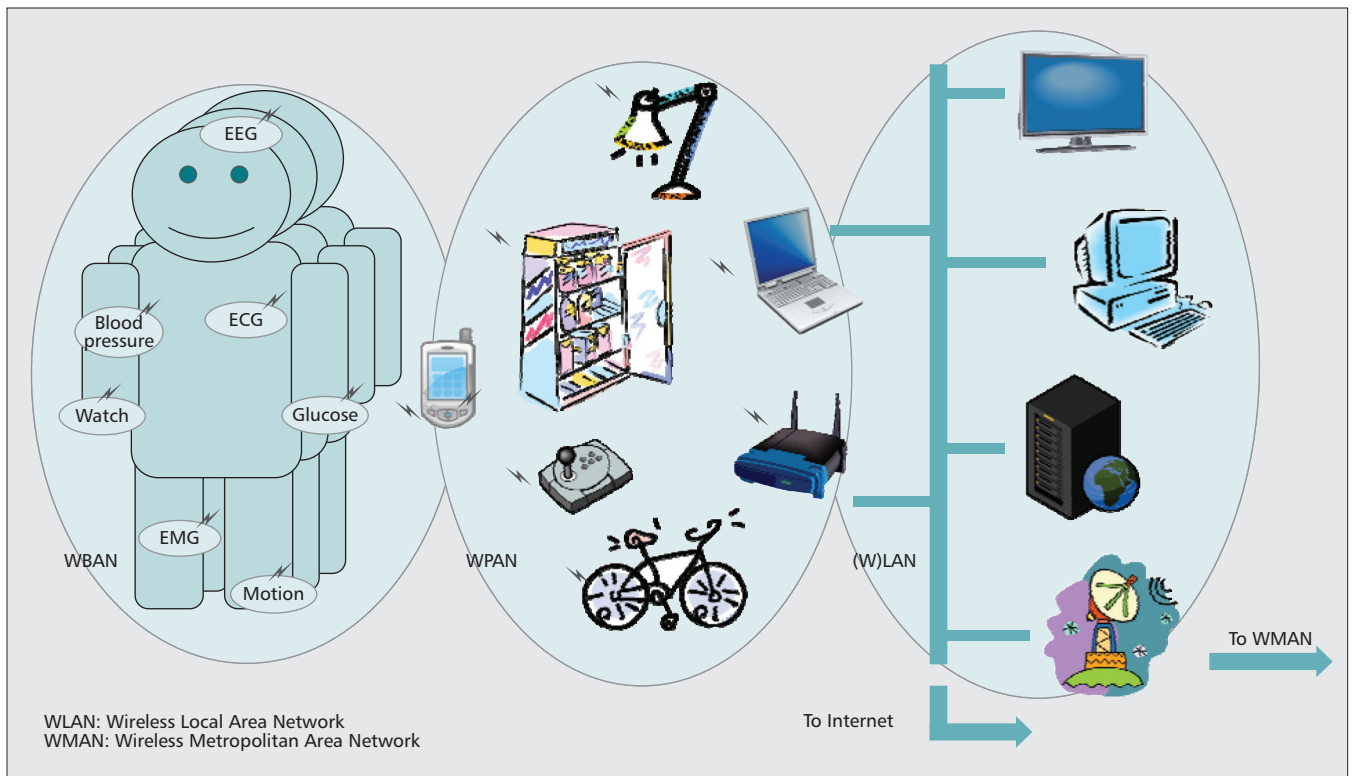 EEG
Blood
pressure
ECG
Watch
Glucose
EMG
WBAN
Motion
WPAN
(W)LAN
To WMAN
To Internet
WLAN: Wireless Local Area Network
WMAN: Wireless Metropolitan Area Network